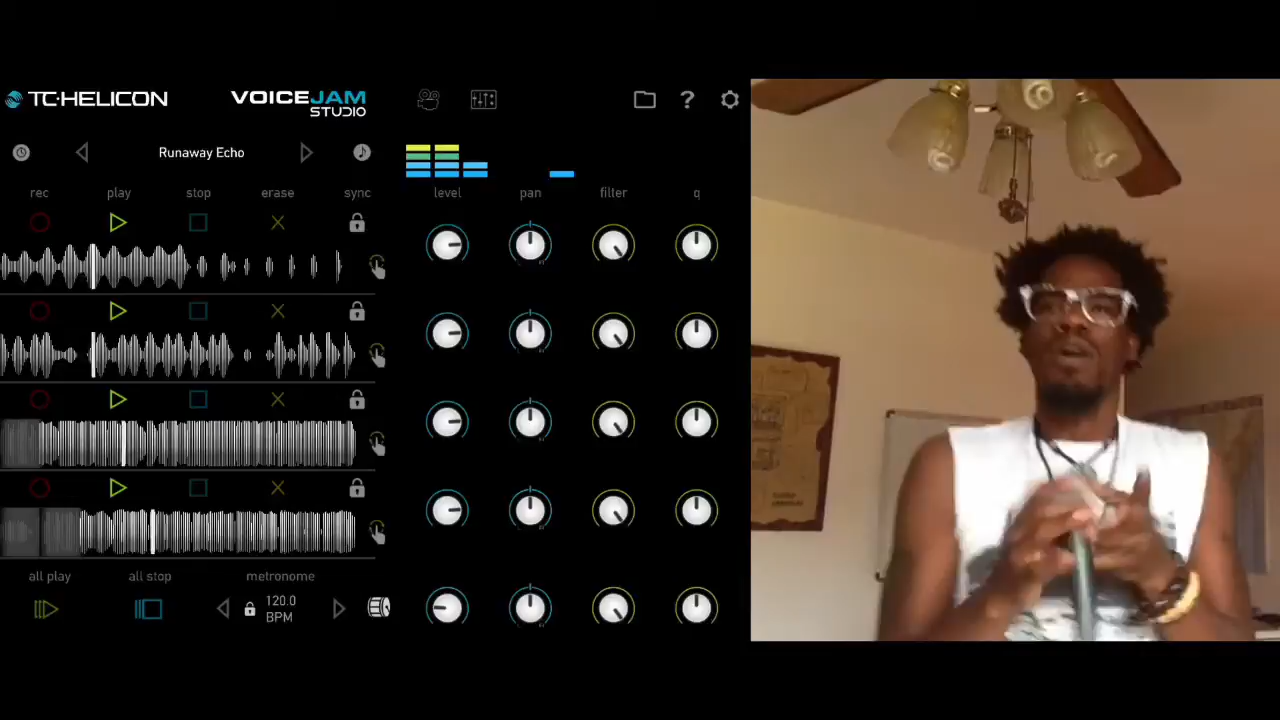 TC•HELICON
VOICEJAM
STUDIO
Runaway Echo
rec play stop erase sync
level pan filter q
all play all stop metronome
120.0
BPM
?